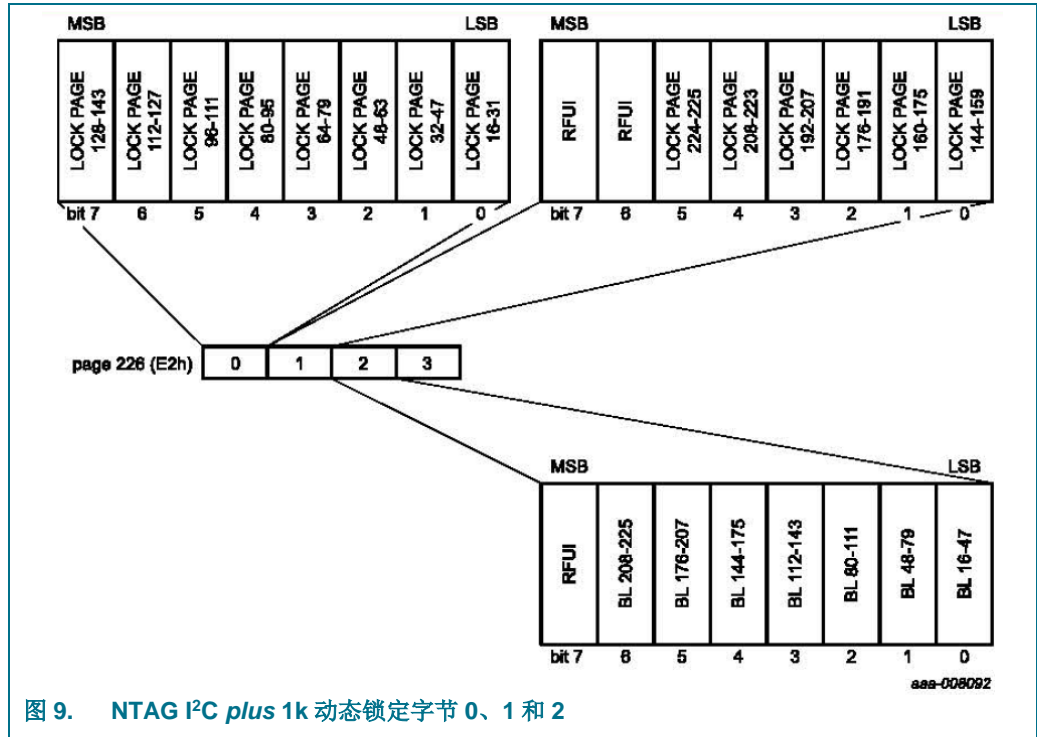 MSB LSB
LOCK PAGE 128-143
LOCK PAGE 112-127
LOCK PAGE 96-111
LOCK PAGE 80-95
LOCK PAGE 64-79
LOCK PAGE 48-63
LOCK PAGE 32-47
LOCK PAGE 16-31
bit 7 6 5 4 3 2 1 0
MSB LSB
RFUI
RFUI
LOCK PAGE 224-225
LOCK PAGE 208-223
LOCK PAGE 192-207
LOCK PAGE 176-191
LOCK PAGE 160-175
LOCK PAGE 144-159
bit 7 6 5 4 3 2 1 0
page 226 (E2h) 0 1 2 3
MSB LSB
RFUI
BL 208-225
BL 176-207
BL 144-175
BL 112-143
BL 80-111
BL 48-79
BL 16-47
bit 7 6 5 4 3 2 1 0
aaa-008092
图 9. NTAG I²C plus 1k 动态锁定字节 0、1 和 2